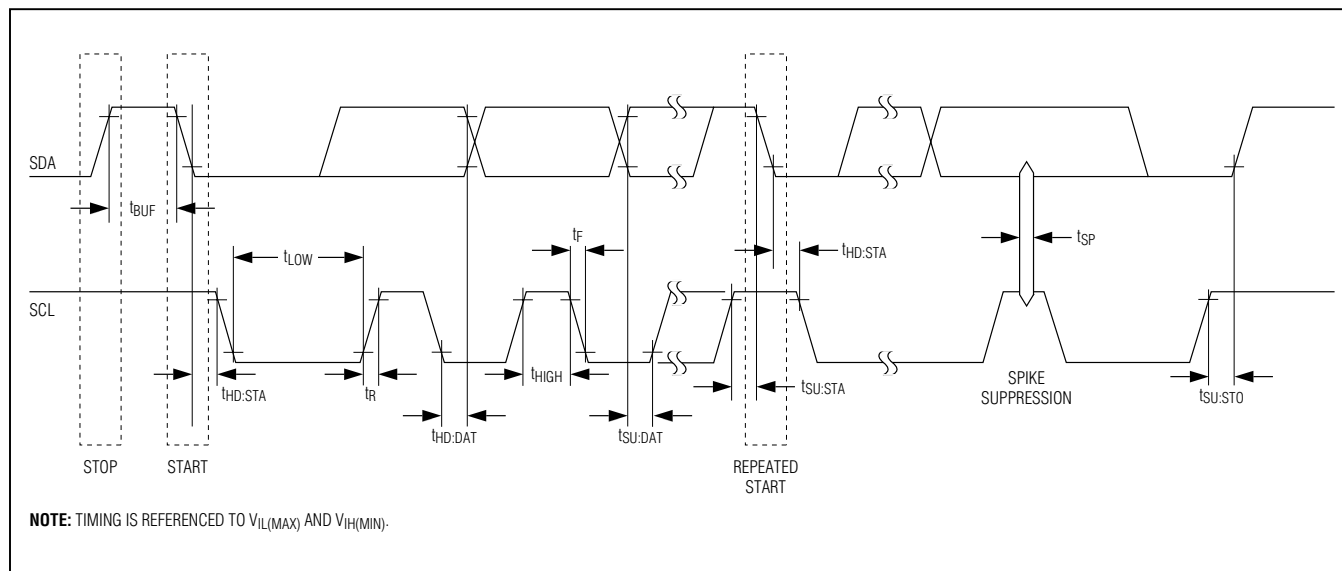 SDA
tBUF
tF
tSP
tLOW
tHD:STA
SCL
tHD:STA
tR
tHIGH
tSU:STA
SPIKE
SUPPRESSION
tSU:STO
tHD:DAT
tSU:DAT
STOP
START
REPEATED
START
NOTE: TIMING IS REFERENCED TO VIL(MAX) AND VIH(MIN).